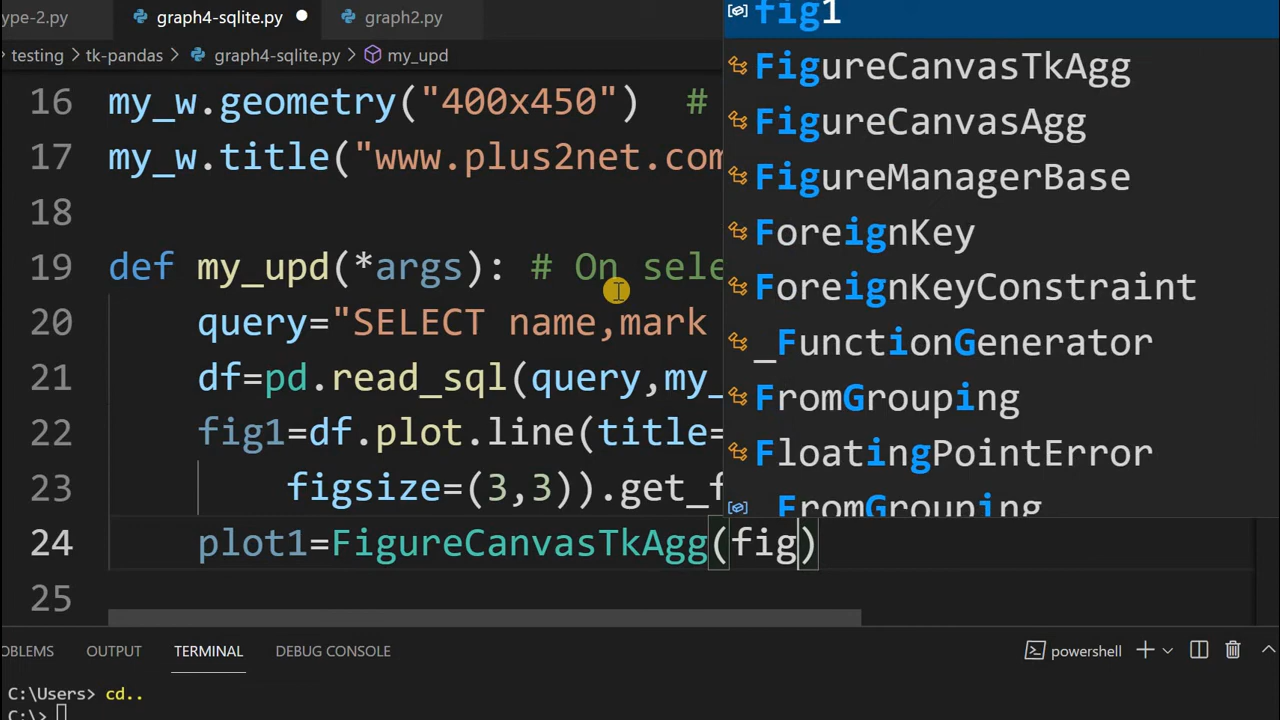 ype-2.py graph4-sqlite.py graph2.py
testing > tk-pandas > graph4-sqlite.py > my_upd
16 my_w.geometry("400x450") #
17 my_w.title("www.plus2net.com
18
19 def my_upd(*args): # On sele
20 query="SELECT name,mark
21 df=pd.read_sql(query,my_
22 fig1=df.plot.line(title=
23 figsize=(3,3)).get_f
24 plot1=FigureCanvasTkAgg(fig)
25
fig1
FigureCanvasTkAgg
FigureCanvasAgg
FigureManagerBase
ForeignKey
ForeignKeyConstraint
_FunctionGenerator
FromGrouping
FloatingPointError
_FromGrouping
OBLEMS OUTPUT TERMINAL DEBUG CONSOLE powershell
C:\Users> cd..
C:\>